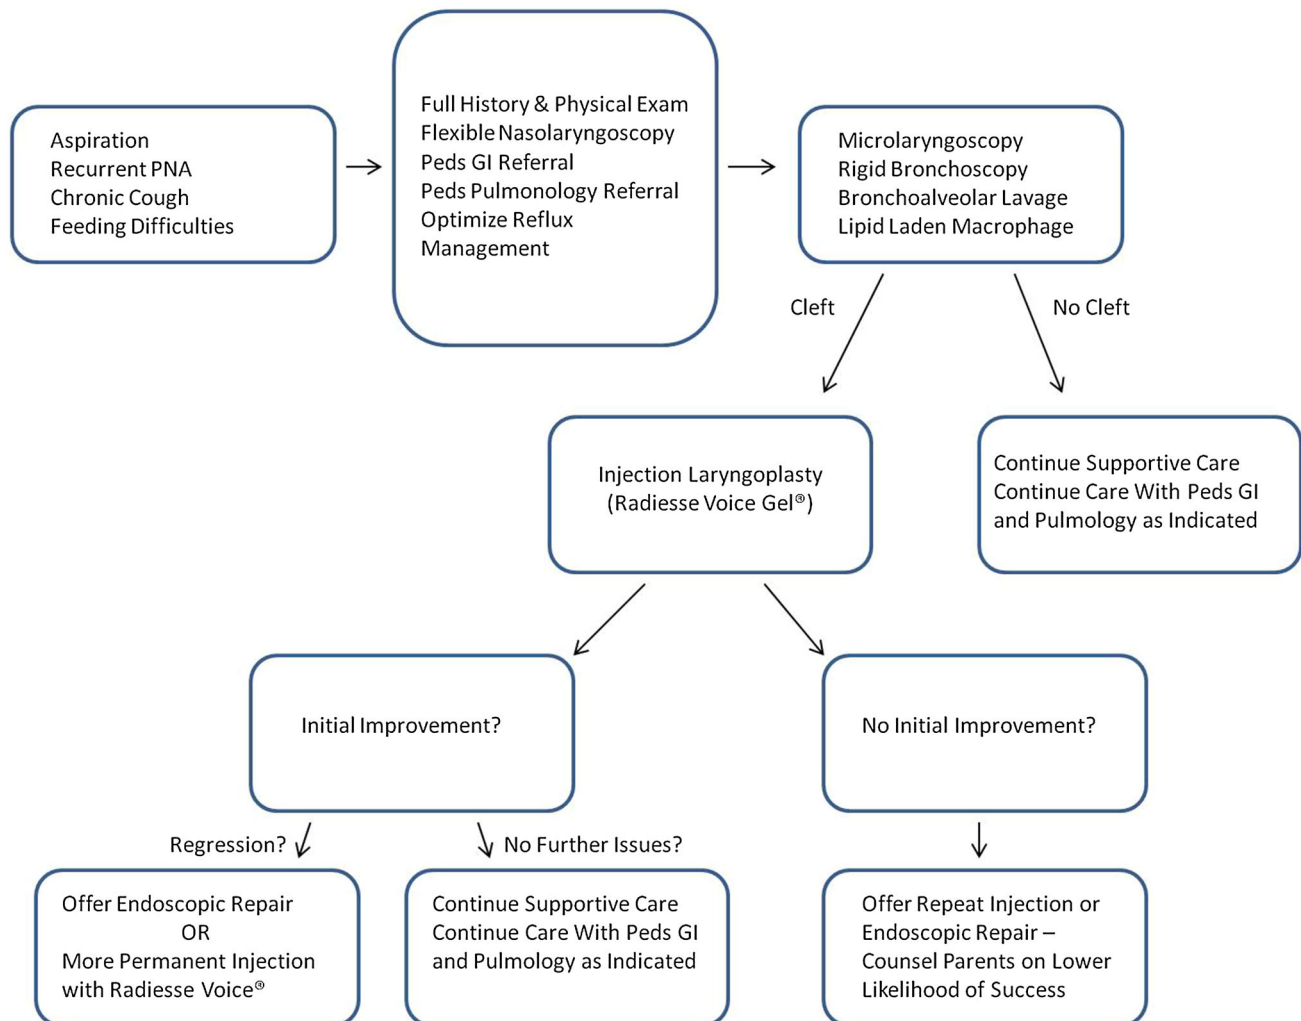 Aspiration
Recurrent PNA
Chronic Cough
Feeding Difficulties
Full History & Physical Exam
Flexible Nasolaryngoscopy
Peds GI Referral
Peds Pulmonology Referral
Optimize Reflux
Management
Microlaryngoscopy
Rigid Bronchoscopy
Bronchoalveolar Lavage
Lipid Laden Macrophage
Cleft
No Cleft
Injection Laryngoplasty
(Radiesse Voice Gel®)
Continue Supportive Care
Continue Care With Peds GI
and Pulmology as Indicated
Initial Improvement?
No Initial Improvement?
Regression?
No Further Issues?
Offer Endoscopic Repair
OR
More Permanent Injection
with Radiesse Voice®
Continue Supportive Care
Continue Care With Peds GI
and Pulmology as Indicated
Offer Repeat Injection or
Endoscopic Repair –
Counsel Parents on Lower
Likelihood of Success